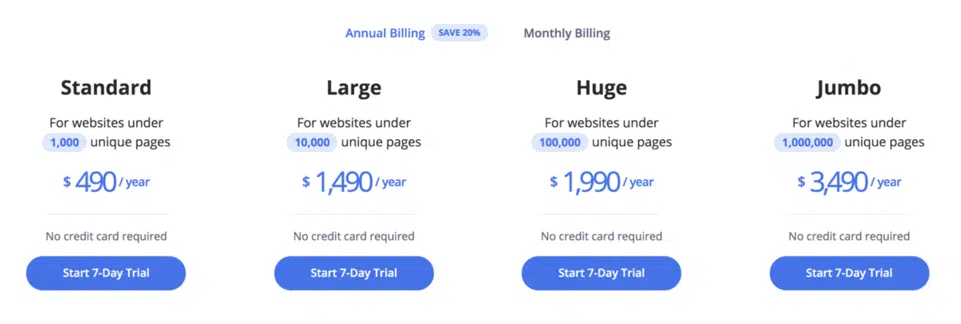 Annual Billing SAVE 20% Monthly Billing
Standard
For websites under
1,000 unique pages
$ 490 / year
No credit card required
Start 7-Day Trial
Large
For websites under
10,000 unique pages
$ 1,490 / year
No credit card required
Start 7-Day Trial
Huge
For websites under
100,000 unique pages
$ 1,990 / year
No credit card required
Start 7-Day Trial
Jumbo
For websites under
1,000,000 unique pages
$ 3,490 / year
No credit card required
Start 7-Day Trial